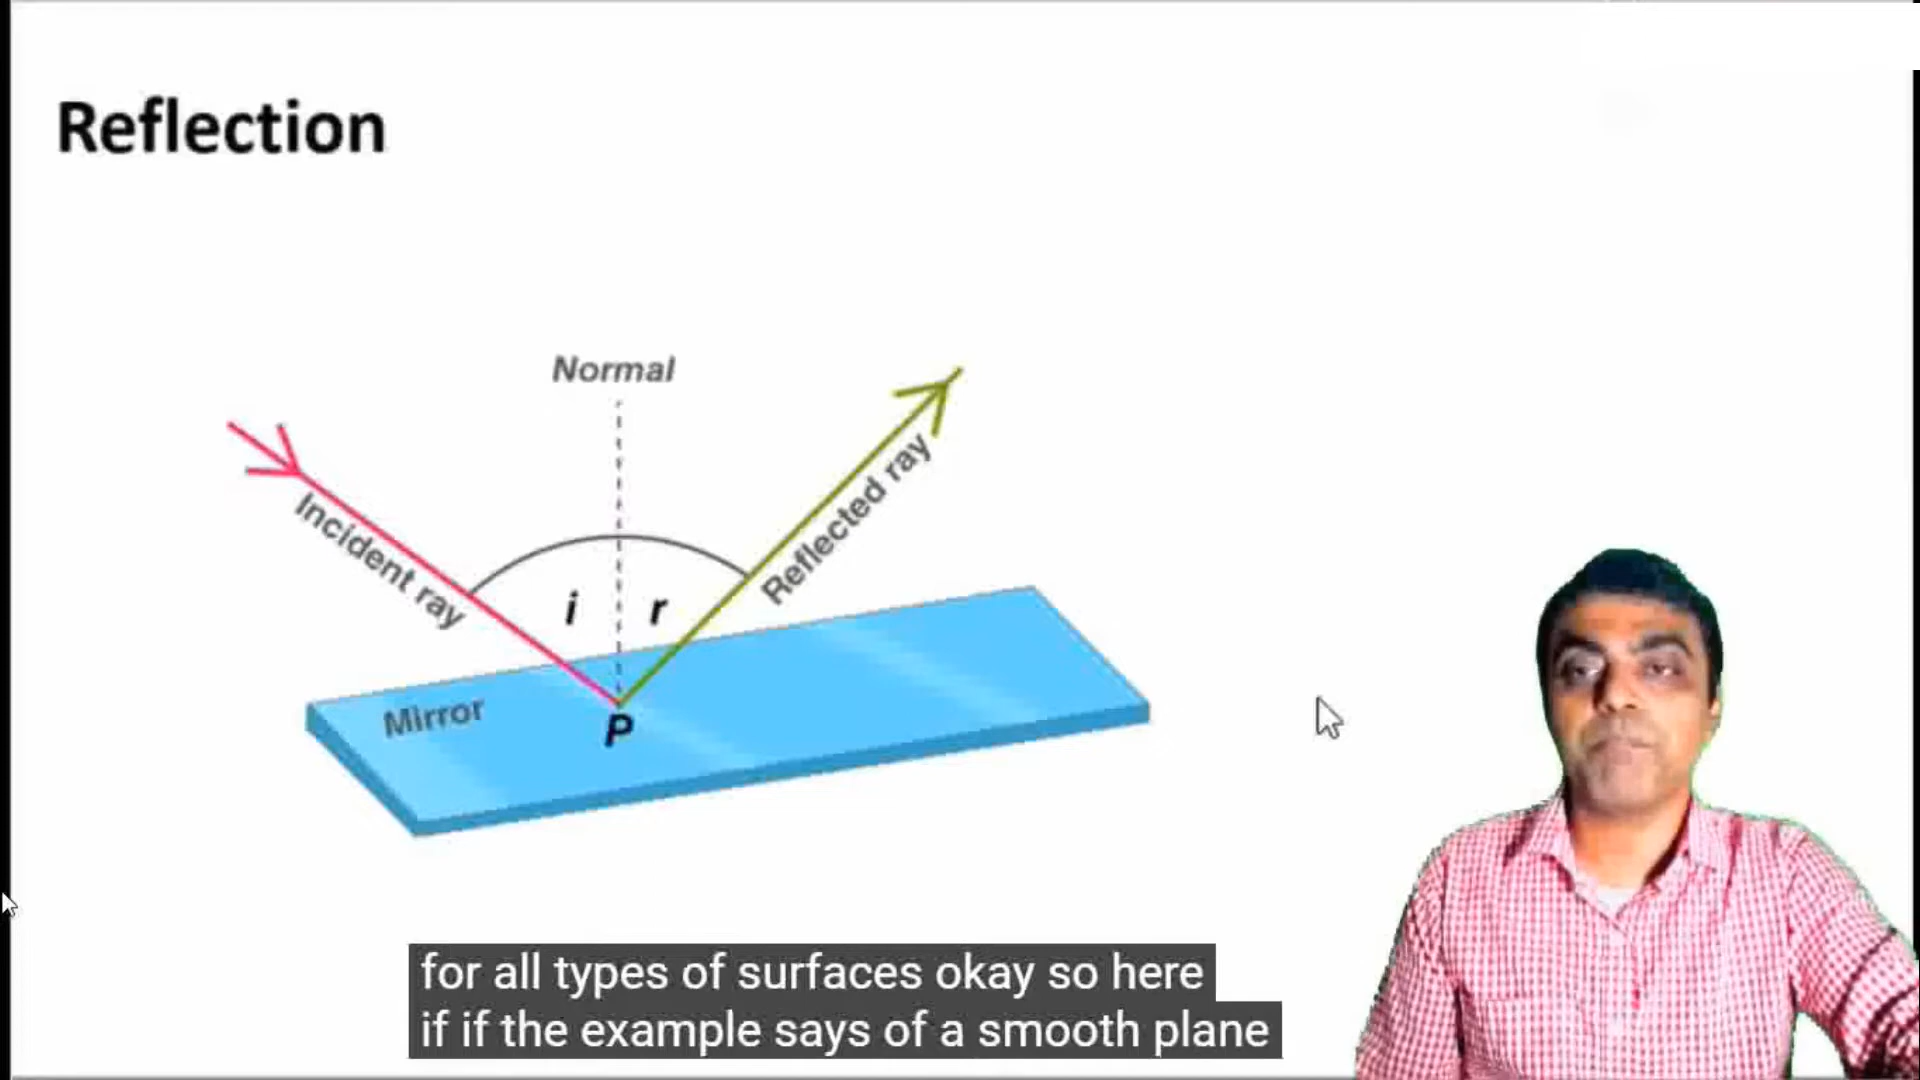 Reflection
Normal
Incident ray
Reflected ray
i
r
Mirror
P
for all types of surfaces okay so here
if if the example says of a smooth plane